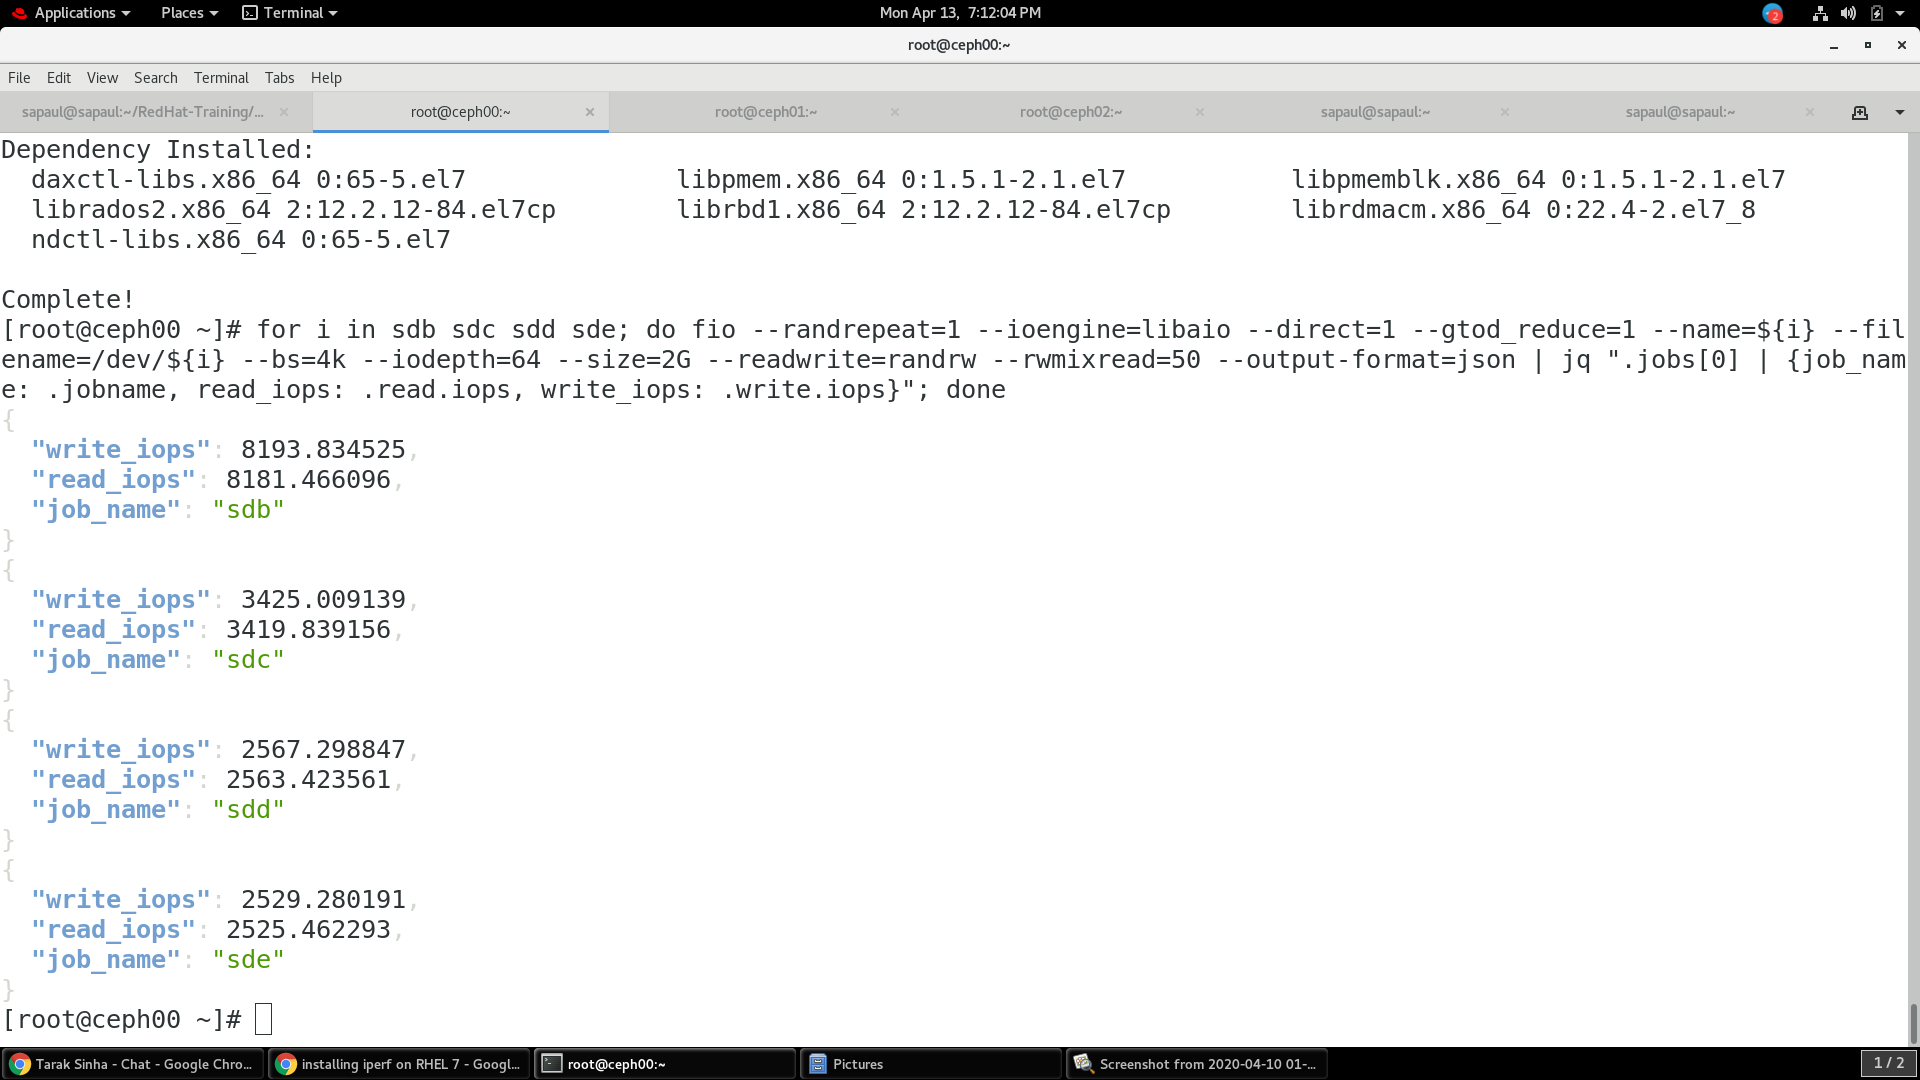 Applications Places Terminal Mon Apr 13, 7:12:04 PM 2
root@ceph00:~
File Edit View Search Terminal Tabs Help
sapaul@sapaul:~/RedHat-Training/... root@ceph00:~ root@ceph01:~ root@ceph02:~ sapaul@sapaul:~ sapaul@sapaul:~
Dependency Installed:
daxctl-libs.x86_64 0:65-5.el7 libpmem.x86_64 0:1.5.1-2.1.el7 libpmemblk.x86_64 0:1.5.1-2.1.el7
librados2.x86_64 2:12.2.12-84.el7cp librbd1.x86_64 2:12.2.12-84.el7cp librdmacm.x86_64 0:22.4-2.el7_8
ndctl-libs.x86_64 0:65-5.el7
Complete!
[root@ceph00 ~]# for i in sdb sdc sdd sde; do fio --randrepeat=1 --ioengine=libaio --direct=1 --gtod_reduce=1 --name=${i} --fil
ename=/dev/${i} --bs=4k --iodepth=64 --size=2G --readwrite=randrw --rwmixread=50 --output-format=json | jq ".jobs[0] | {job_nam
e: .jobname, read_iops: .read.iops, write_iops: .write.iops}"; done
{
"write_iops": 8193.834525,
"read_iops": 8181.466096,
"job_name": "sdb"
}
{
"write_iops": 3425.009139,
"read_iops": 3419.839156,
"job_name": "sdc"
}
{
"write_iops": 2567.298847,
"read_iops": 2563.423561,
"job_name": "sdd"
}
{
"write_iops": 2529.280191,
"read_iops": 2525.462293,
"job_name": "sde"
}
[root@ceph00 ~]#
Tarak Sinha - Chat - Google Chro... installing iperf on RHEL 7 - Googl... root@ceph00:~ Pictures Screenshot from 2020-04-10 01-... 1 / 2